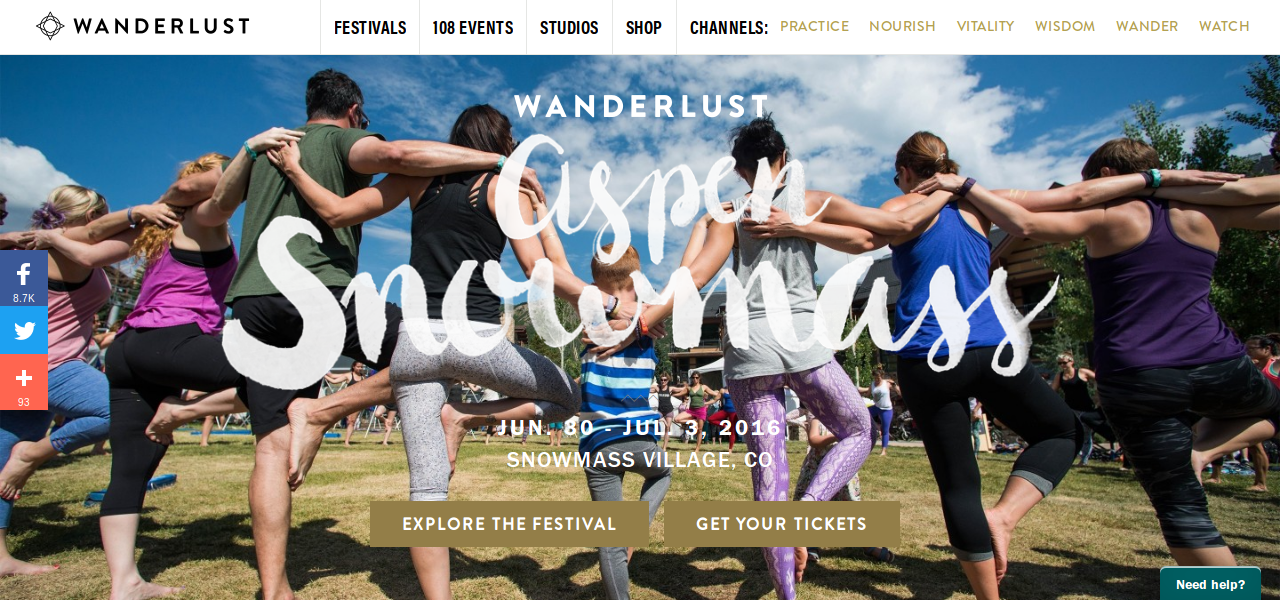 WANDERLUST
FESTIVALS
108 EVENTS
STUDIOS
SHOP
CHANNELS:
PRACTICE
NOURISH
VITALITY
WISDOM
WANDER
WATCH
WANDERLUST
Aspen
Snowmass
8.7K
93
JUN. 30 - JUL. 3, 2016
SNOWMASS VILLAGE, CO
EXPLORE THE FESTIVAL
GET YOUR TICKETS
Need help?